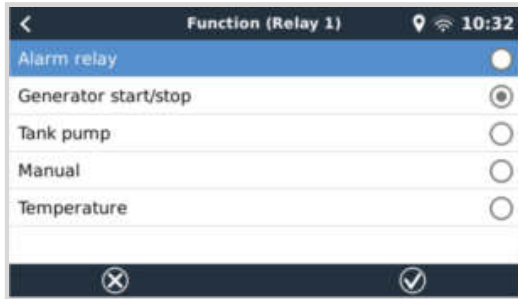 Function (Relay 1) 10:32
Alarm relay
Generator start/stop
Tank pump
Manual
Temperature